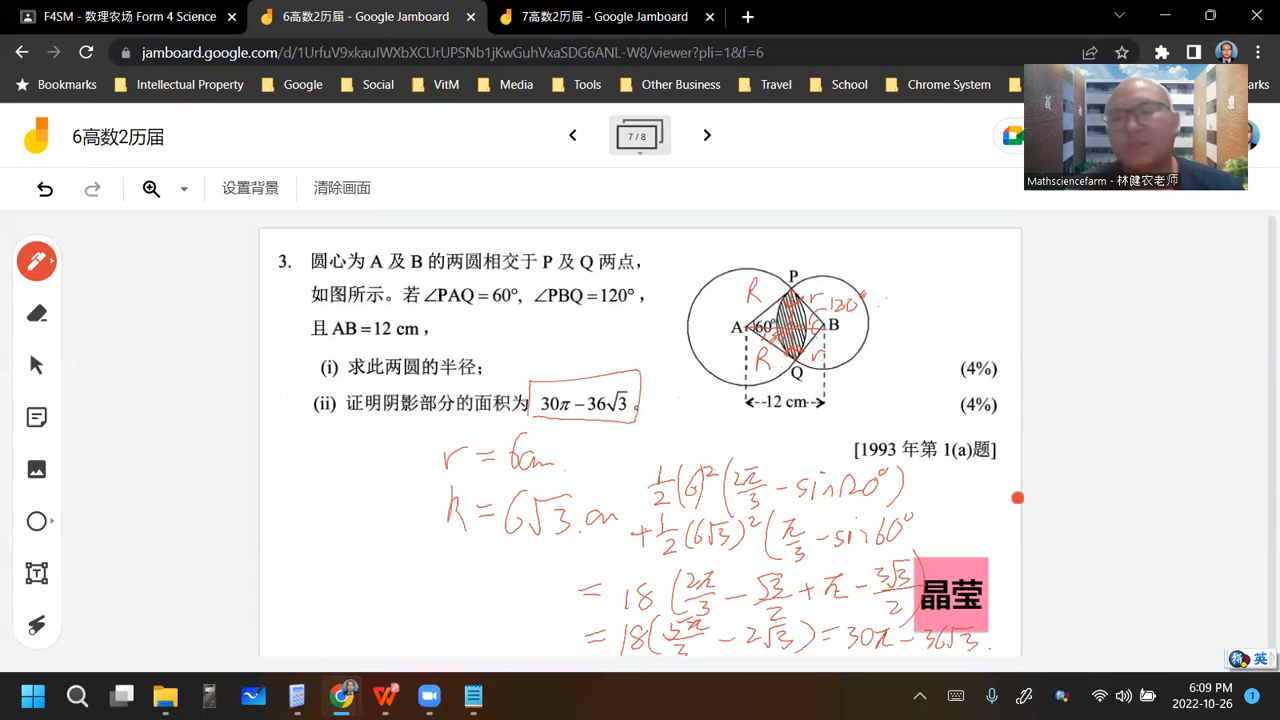 F4SM - 数理农场 Form 4 Science
6高数2历届 - Google Jamboard
7高数2历届 - Google Jamboard
jamboard.google.com/d/1UrfuV9xkaulWXbXCUrUPSNb1jKwGuhVxaSDG6ANL-W8/viewer?pli=1&f=6
Bookmarks
Intellectual Property
Google
Social
VitM
Media
Tools
Other Business
Travel
School
Chrome System
Mathsciencefarm - 林健农老师
6高数2历届
7 / 8
设置背景
清除画面
3. 圆心为 A 及 B 的两圆相交于 P 及 Q 两点，
如图所示。若 ∠PAQ = 60°, ∠PBQ = 120°，
且 AB = 12 cm，
(i) 求此两圆的半径；
(4%)
(ii) 证明阴影部分的面积为 30π − 36√3 。
(4%)
P
R
r
120°
A
60°
B
R
r
Q
12 cm
[1993 年第 1(a)题]
r = 6cm
R = 6√3 cm
1/2 (6)² (2π/3 − sin120°)
+ 1/2 (6√3)² (π/3 − sin60°
= 18 (2π/3 − √3/2 + π − 3√3/2)
= 18 (5π/3 − 2√3) = 30π − 36√3.
晶莹
英
6:09 PM
2022-10-26
1